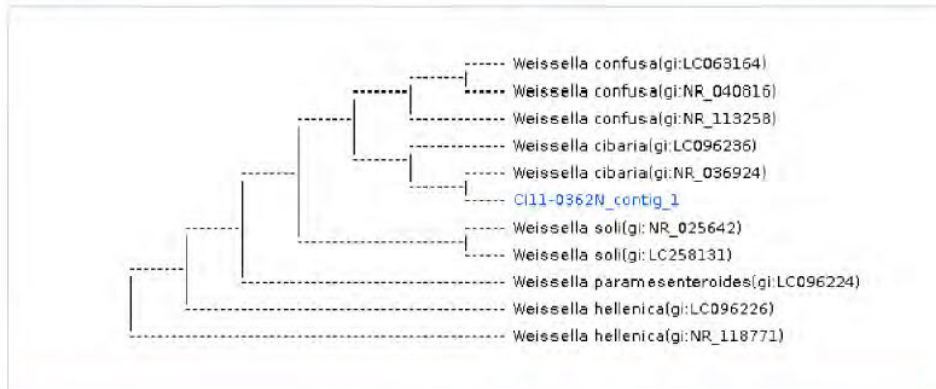 Weissella confusa(gi:LC063164)
Weissella confusa(gi:NR_040816)
Weissella confusa(gi:NR_113258)
Weissella cibaria(gi:LC096236)
Weissella cibaria(gi:NR_036924)
CI11-0362N_contig_1
Weissella soli(gi:NR_025642)
Weissella soli(gi:LC258131)
Weissella paramesenteroides(gi:LC096224)
Weissella hellenica(gi:LC096226)
Weissella hellenica(gi:NR_118771)